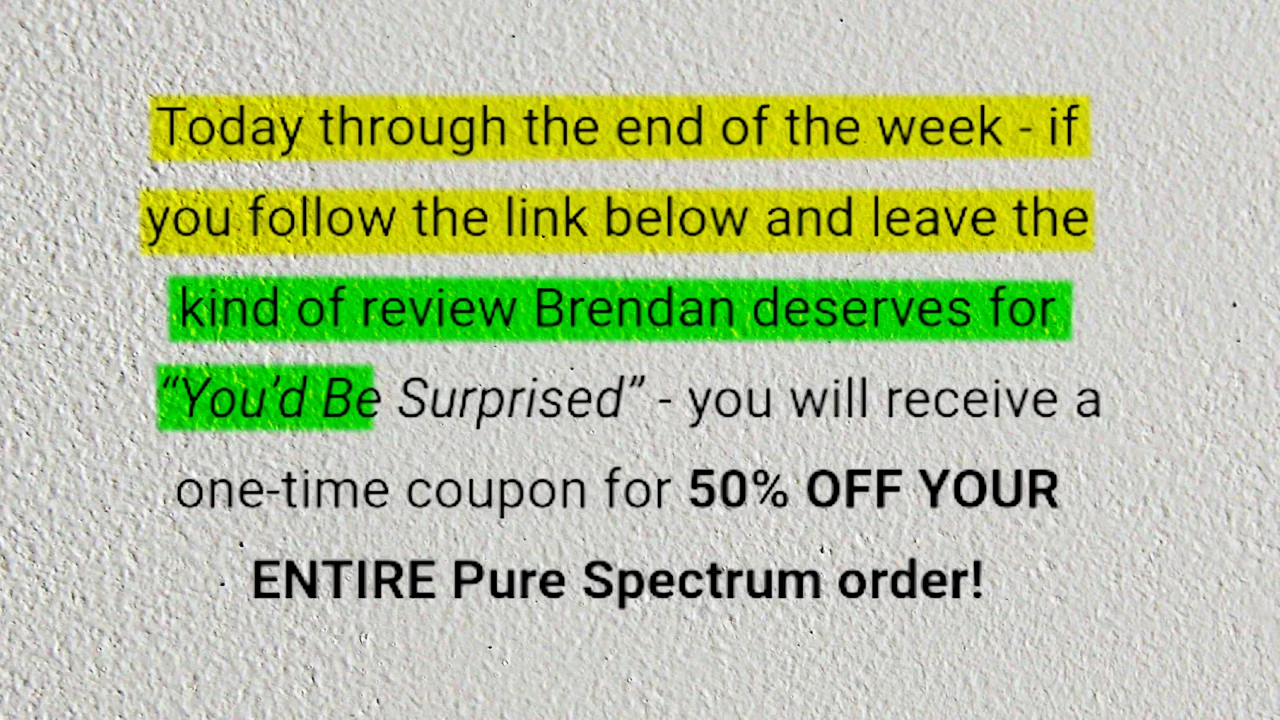 Today through the end of the week - if
you follow the link below and leave the
kind of review Brendan deserves for
“You’d Be Surprised” - you will receive a
one-time coupon for 50% OFF YOUR
ENTIRE Pure Spectrum order!